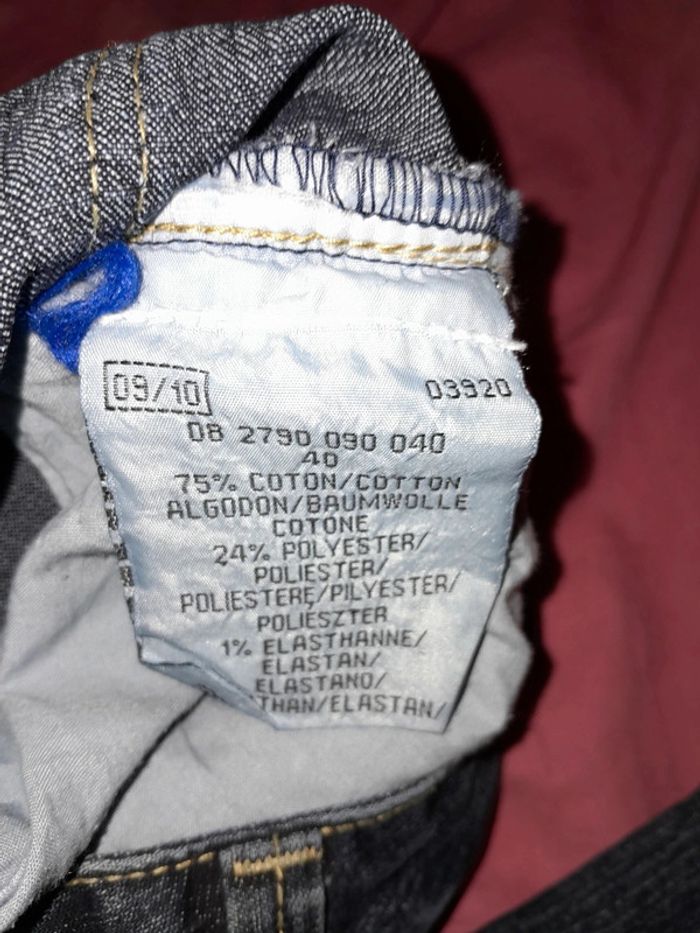 09/10
03920
08 2790 090 040
40
75% COTON/COTTON
ALGODON/BAUMWOLLE
COTONE
24% POLYESTER/
POLIESTER/
POLIESTERE/PILYESTER/
POLIESZTER
1% ELASTHANNE/
ELASTAN/
ELASTANO/
THAN/ELASTAN/